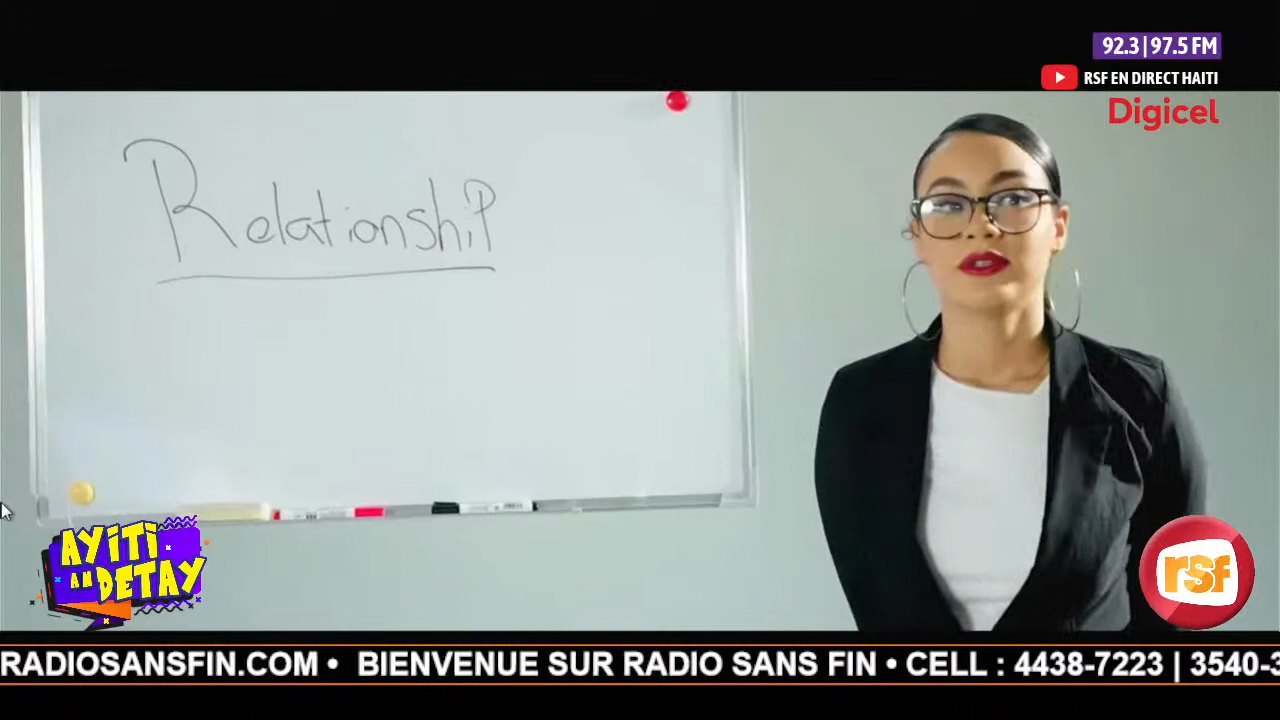 92.3|97.5 FM
RSF EN DIRECT HAITI
Digicel
RelationshiP
AYITI
AN
DETAY
rsf
RADIOSANSFIN.COM • BIENVENUE SUR RADIO SANS FIN • CELL : 4438-7223 | 3540-